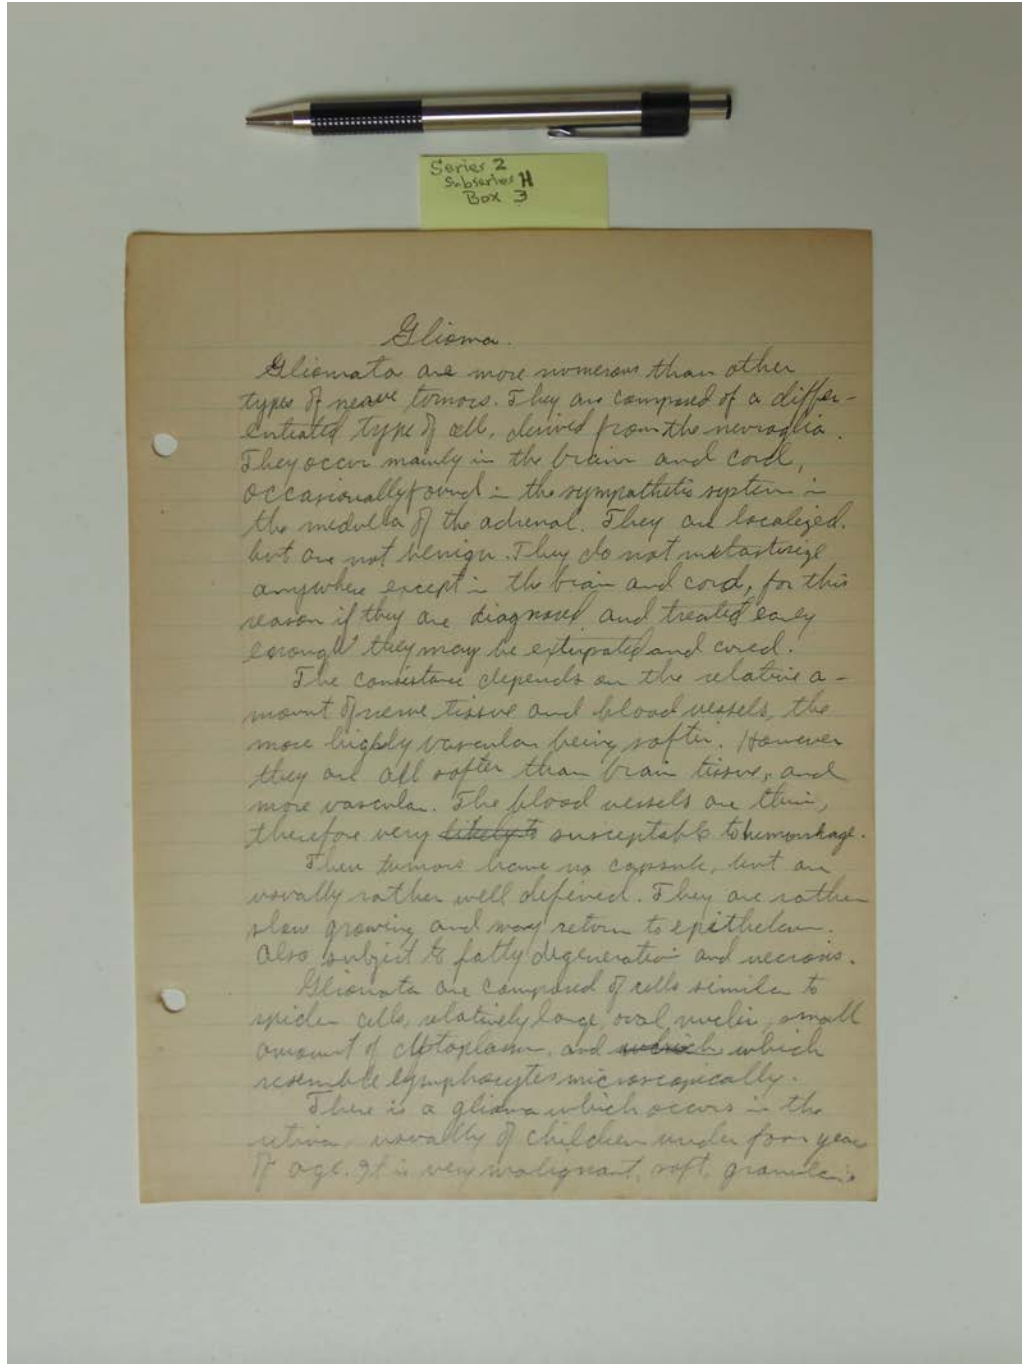 Series 2
Subseries H
Box 3
Glioma.
Gliomata are more numerous than other
types of nerve tumors. They are composed of a differ-
entiated type of cell, derived from the neuroglia.
They occur mainly in the brain and cord,
occasionally found in the sympathetic system in
the medulla of the adrenal. They are localized.
but are not benign. They do not metastisize
anywhere except in the brain and cord, for this
reason if they are diagnosed and treated early
enough they may be extirpated and cured.
The consistance depends on the relative a-
mount of nerve tissue and blood vessels, the
more highly vascular being softer. However
they are all softer than brain tissue, and
more vascular. The blood vessels are thin,
therefore very likely to susceptable to hemorrhage.
These tumors have no capsule, but are
usually rather well defined. They are rather
slow growing and may return to epithelum.
Also subject to fatty degeneration and necrosis.
Gliomata are composed of cells similar to
spider cells, relatively large, oval nuclei, small
amount of cytoplasm, and which which
resemble lymphocytes microscopically.
There is a glioma which occurs in the
retina, usually of children under four years
of age. It is very malignant, soft,